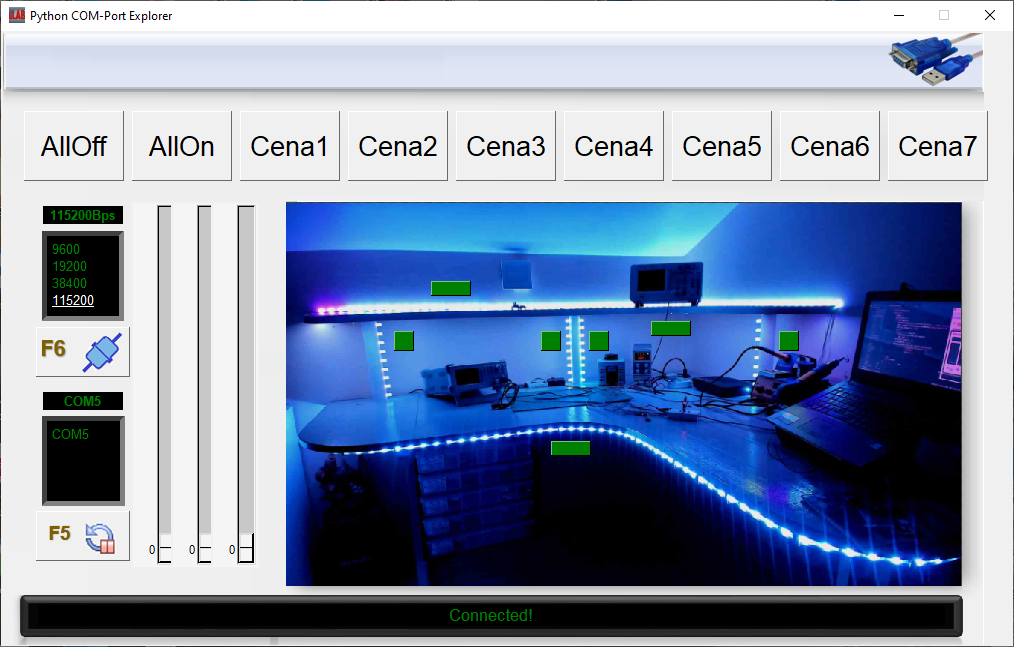 Python COM-Port Explorer
AllOff AllOn Cena1 Cena2 Cena3 Cena4 Cena5 Cena6 Cena7
115200Bps
9600
19200
38400
115200
F6
COM5
COM5
F5
0 0 0
Connected!